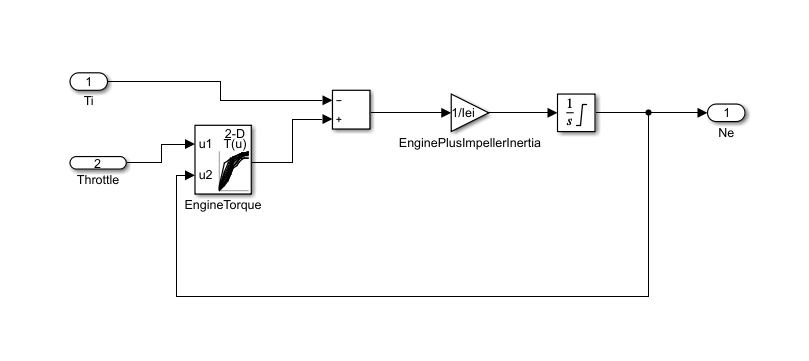 1
Ti
2
Throttle
u1
u2
2-D
T(u)
EngineTorque
−
+
1/Iei
EnginePlusImpellerInertia
1
s
1
Ne